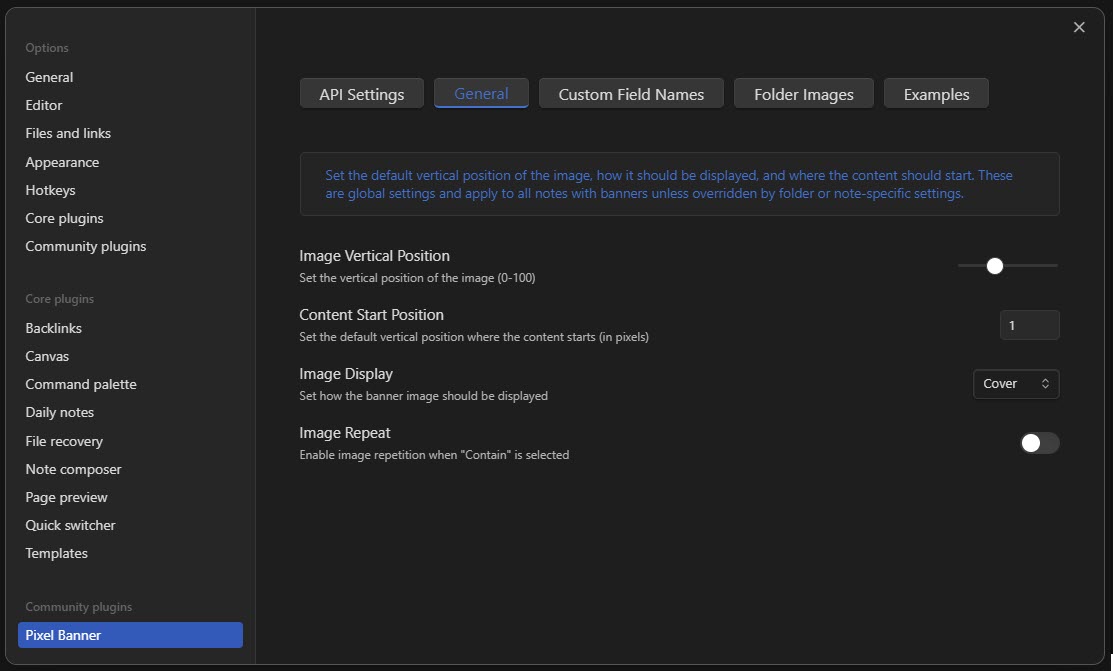 Options
General
Editor
Files and links
Appearance
Hotkeys
Core plugins
Community plugins
Core plugins
Backlinks
Canvas
Command palette
Daily notes
File recovery
Note composer
Page preview
Quick switcher
Templates
Community plugins
Pixel Banner
API Settings
General
Custom Field Names
Folder Images
Examples
Set the default vertical position of the image, how it should be displayed, and where the content should start. These
are global settings and apply to all notes with banners unless overridden by folder or note-specific settings.
Image Vertical Position
Set the vertical position of the image (0-100)
Content Start Position
Set the default vertical position where the content starts (in pixels)
1
Image Display
Set how the banner image should be displayed
Cover
Image Repeat
Enable image repetition when "Contain" is selected